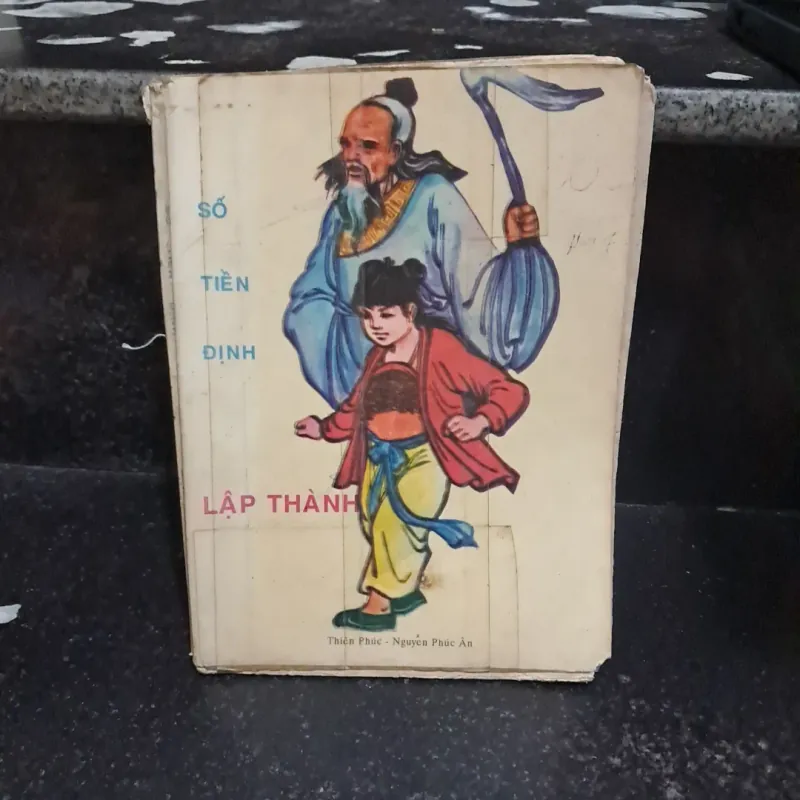 SỐ
TIỀN
ĐỊNH
LẬP THÀNH
Thiên Phúc - Nguyễn Phúc Ân